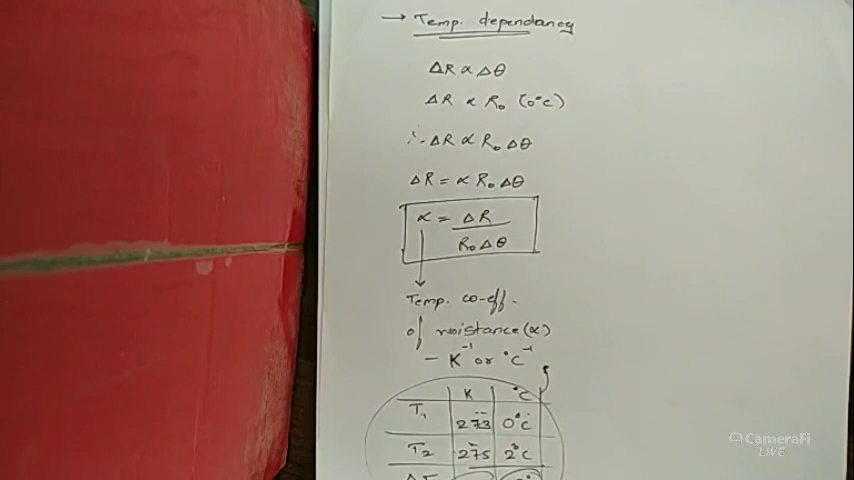 → Temp. dependancy
ΔR ∝ Δθ
ΔR ∝ R₀ (0°C)
∴ ΔR ∝ R₀ Δθ
ΔR = ∝ R₀ Δθ
∝ = ΔR / R₀ Δθ
Temp. co-eff.
of resistance (∝)
– K⁻¹ or °C⁻¹
K °C
T₁ 273 0°C
T₂ 275 2°C
CameraFi
LIVE